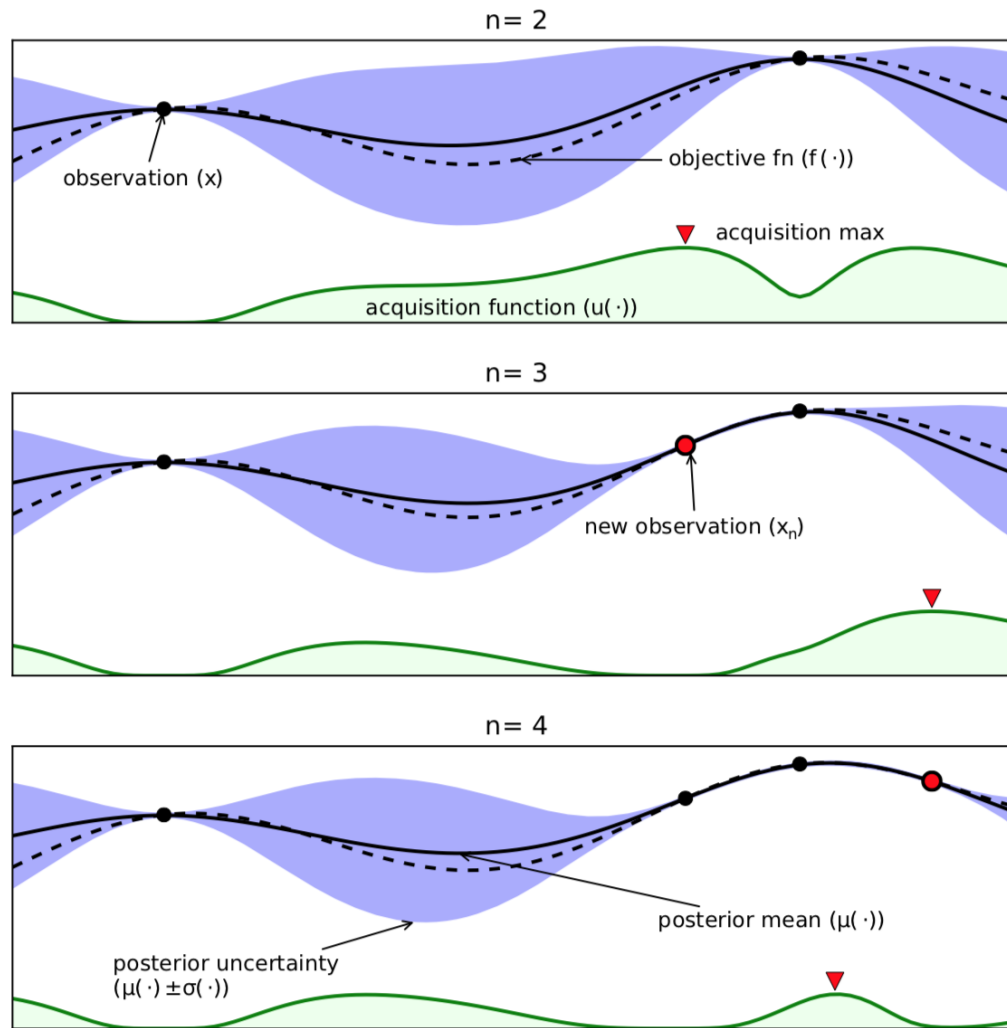 n= 2
observation (x)
objective fn (f(·))
acquisition max
acquisition function (u(·))
n= 3
new observation (xₙ)
n= 4
posterior mean (μ(·))
posterior uncertainty
(μ(·) ±σ(·))